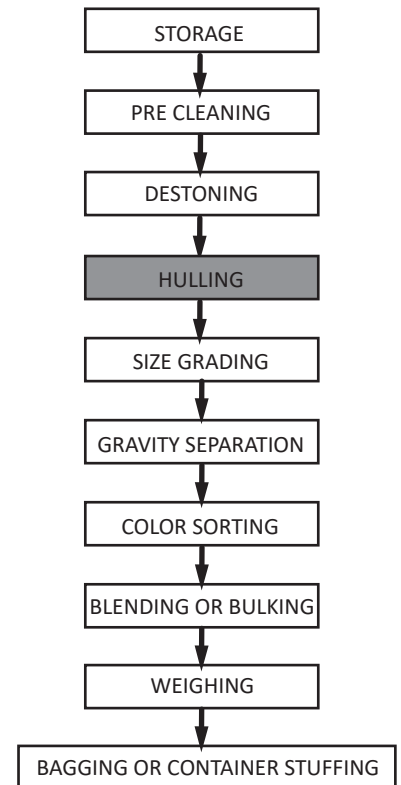 STORAGE
PRE CLEANING
DESTONING
HULLING
SIZE GRADING
GRAVITY SEPARATION
COLOR SORTING
BLENDING OR BULKING
WEIGHING
BAGGING OR CONTAINER STUFFING